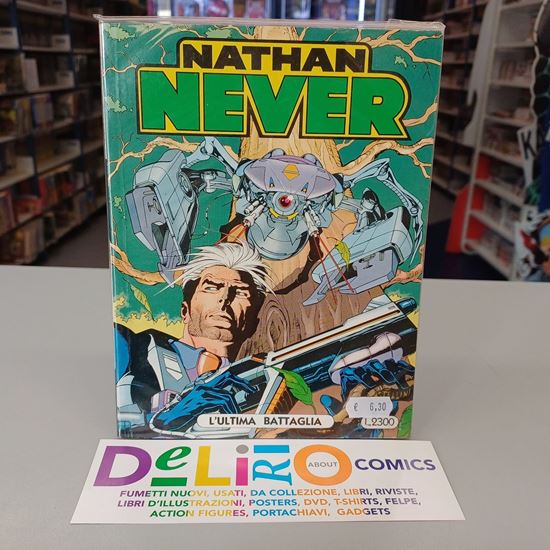 NATHAN
NEVER
L'ULTIMA BATTAGLIA
€ 6,30
L.2300
DeLiRiO ABOUT COMICS
FUMETTI NUOVI, USATI, DA COLLEZIONE, LIBRI, RIVISTE,
LIBRI D'ILLUSTRAZIONI, POSTERS, DVD, T-SHIRTS, FELPE,
ACTION FIGURES, PORTACHIAVI, GADGETS